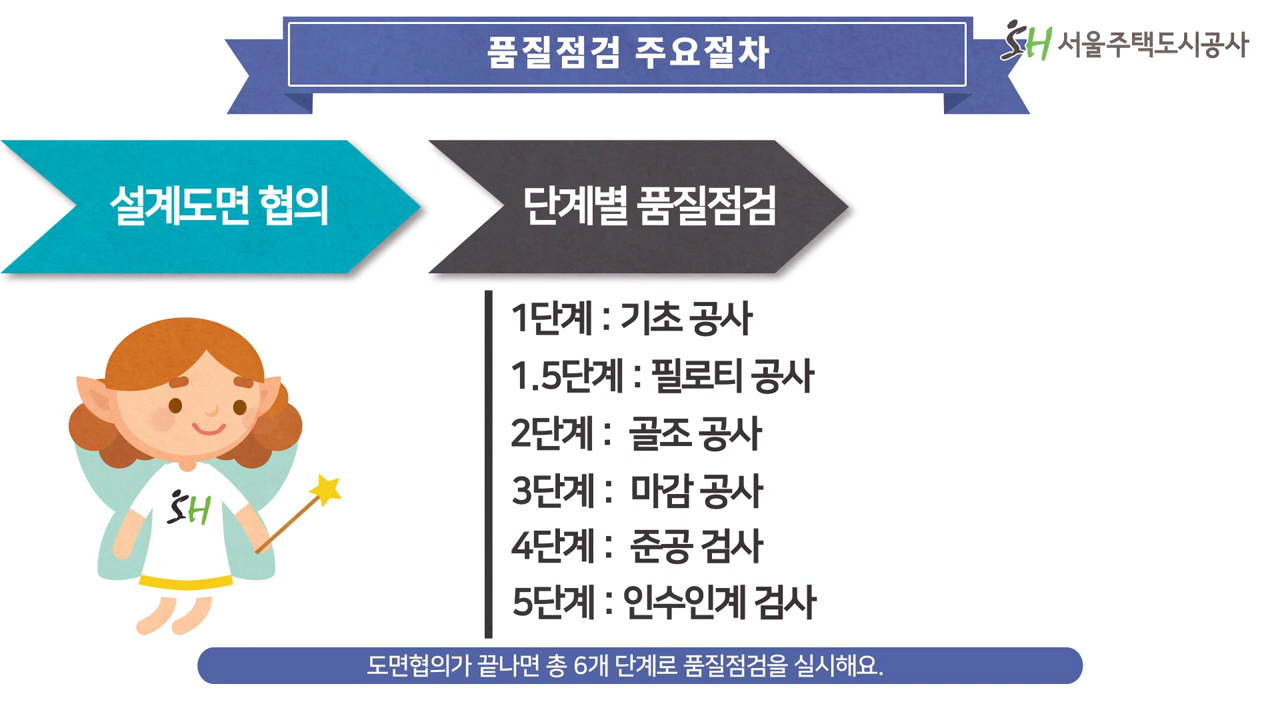 품질점검 주요절차
SH 서울주택도시공사
설계도면 협의
단계별 품질점검
1단계 : 기초 공사
1.5단계 : 필로티 공사
2단계 : 골조 공사
3단계 : 마감 공사
4단계 : 준공 검사
5단계 : 인수인계 검사
SH
도면협의가 끝나면 총 6개 단계로 품질점검을 실시해요.